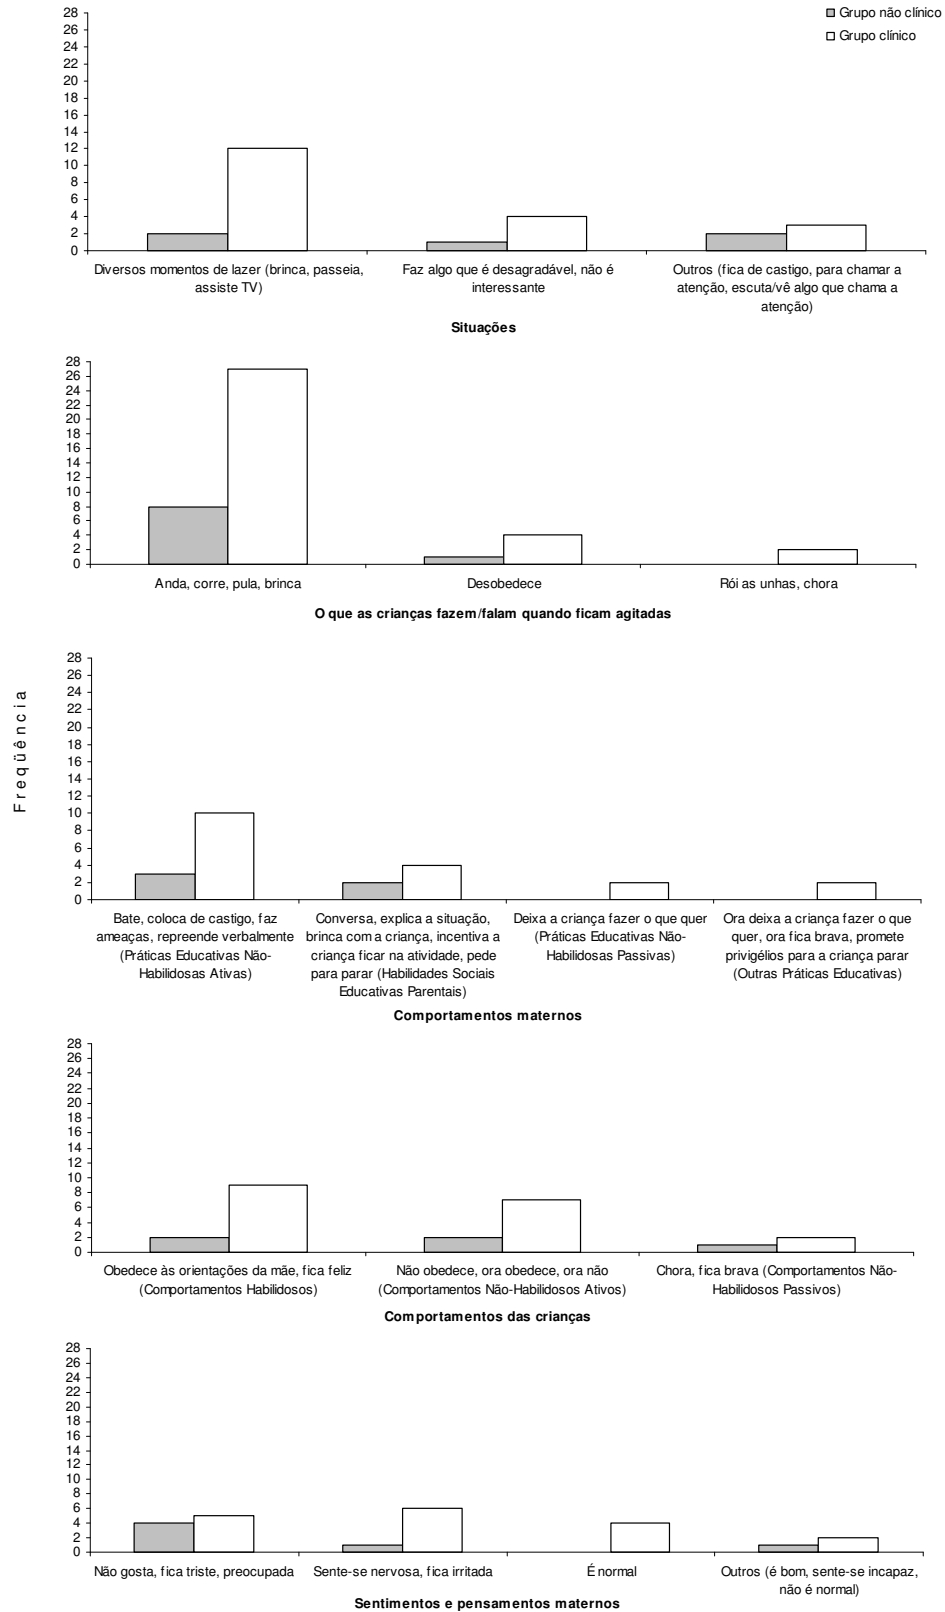 Grupo não clínico
Grupo clínico
28
26
24
22
20
18
16
14
12
10
8
6
4
2
0
Diversos momentos de lazer (brinca, passeia,
assiste TV)
Faz algo que é desagradável, não é
interessante
Outros (fica de castigo, para chamar a
atenção, escuta/vê algo que chama a
atenção)
Situações
28
26
24
22
20
18
16
14
12
10
8
6
4
2
0
Anda, corre, pula, brinca
Desobedece
Rói as unhas, chora
O que as crianças fazem/falam quando ficam agitadas
Freqüência
28
26
24
22
20
18
16
14
12
10
8
6
4
2
0
Bate, coloca de castigo, faz
ameaças, repreende verbalmente
(Práticas Educativas Não-
Habilidosas Ativas)
Conversa, explica a situação,
brinca com a criança, incentiva a
criança ficar na atividade, pede
para parar (Habilidades Sociais
Educativas Parentais)
Deixa a criança fazer o que quer
(Práticas Educativas Não-
Habilidosas Passivas)
Ora deixa a criança fazer o que
quer, ora fica brava, promete
privigélios para a criança parar
(Outras Práticas Educativas)
Comportamentos maternos
28
26
24
22
20
18
16
14
12
10
8
6
4
2
0
Obedece às orientações da mãe, fica feliz
(Comportamentos Habilidosos)
Não obedece, ora obedece, ora não
(Comportamentos Não-Habilidosos Ativos)
Chora, fica brava (Comportamentos Não-
Habilidosos Passivos)
Comportamentos das crianças
28
26
24
22
20
18
16
14
12
10
8
6
4
2
0
Não gosta, fica triste, preocupada
Sente-se nervosa, fica irritada
É normal
Outros (é bom, sente-se incapaz,
não é normal)
Sentimentos e pensamentos maternos